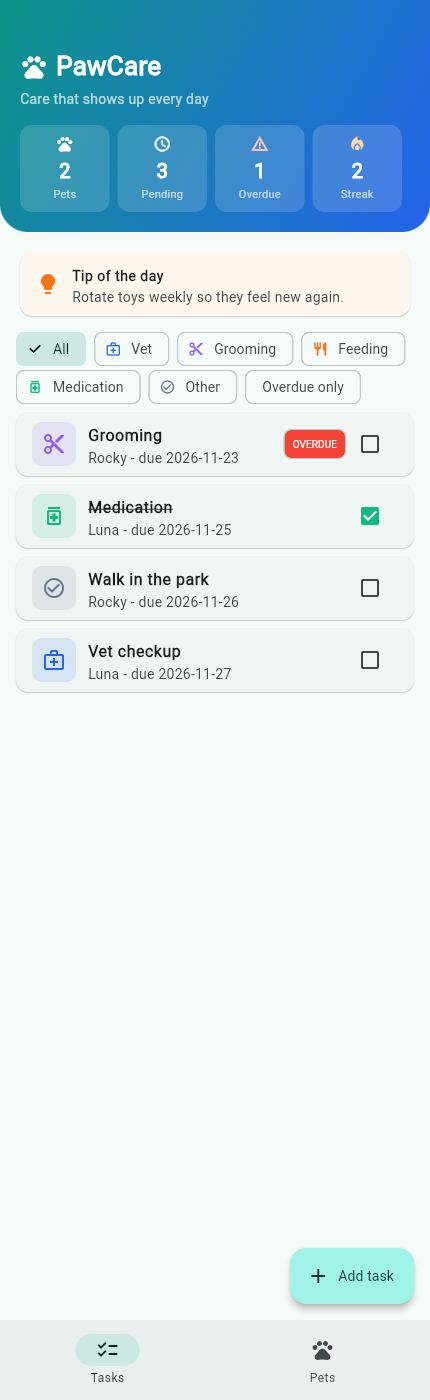 PawCare
Care that shows up every day
2 3 1 2
Pets Pending Overdue Streak
Tip of the day
Rotate toys weekly so they feel new again.
All Vet Grooming Feeding
Medication Other Overdue only
Grooming
OVERDUE
Rocky - due 2026-11-23
Medication
Luna - due 2026-11-25
Walk in the park
Rocky - due 2026-11-26
Vet checkup
Luna - due 2026-11-27
Add task
Tasks Pets